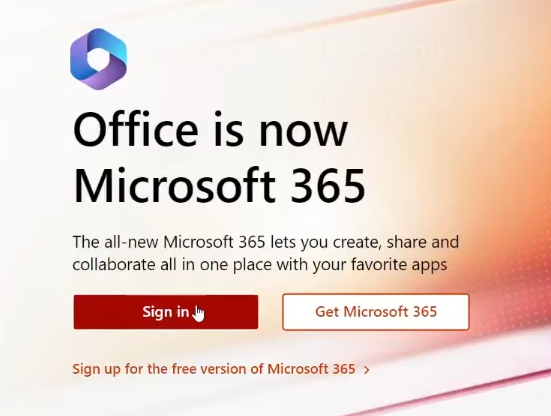 Office is now
Microsoft 365
The all-new Microsoft 365 lets you create, share and
collaborate all in one place with your favorite apps
Sign in
Get Microsoft 365
Sign up for the free version of Microsoft 365 >